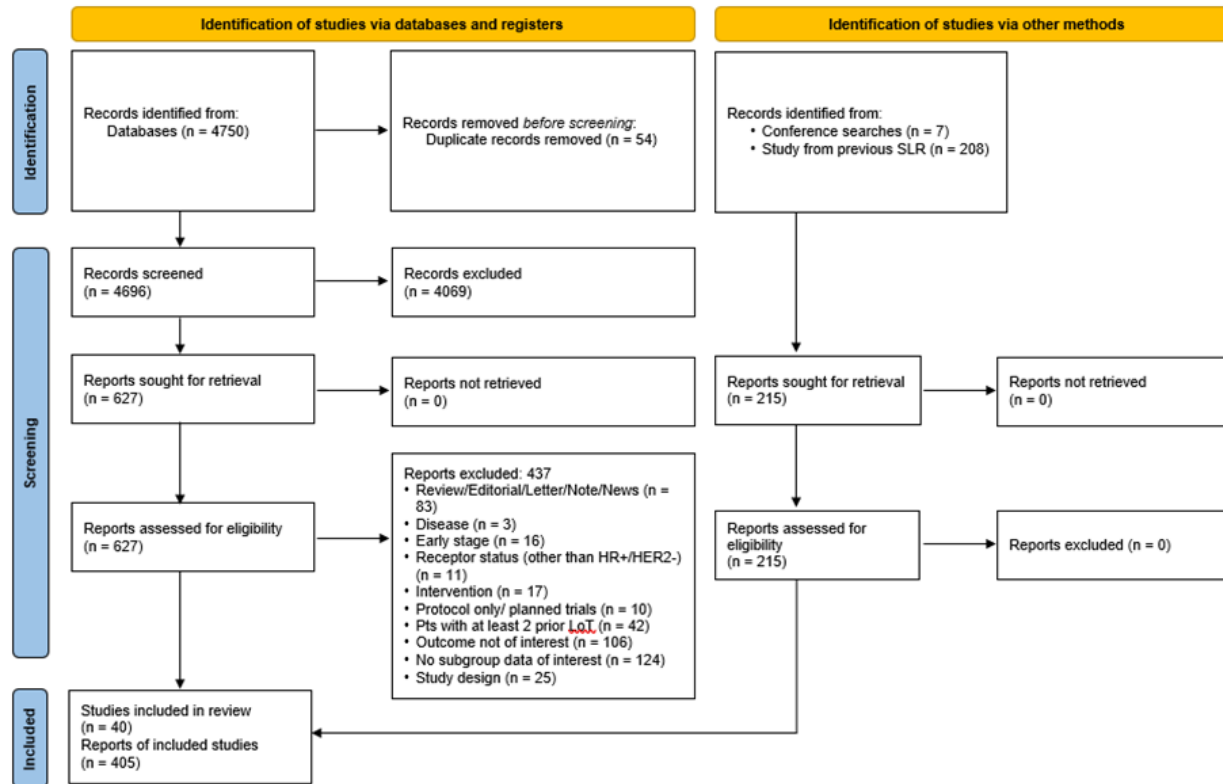 Identification of studies via databases and registers
Identification of studies via other methods
Identification
Records identified from:
Databases (n = 4750)
Records removed before screening:
Duplicate records removed (n = 54)
Records identified from:
• Conference searches (n = 7)
• Study from previous SLR (n = 208)
Screening
Records screened
(n = 4696)
Records excluded
(n = 4069)
Reports sought for retrieval
(n = 627)
Reports not retrieved
(n = 0)
Reports sought for retrieval
(n = 215)
Reports not retrieved
(n = 0)
Reports assessed for eligibility
(n = 627)
Reports excluded: 437
• Review/Editorial/Letter/Note/News (n =
83)
• Disease (n = 3)
• Early stage (n = 16)
• Receptor status (other than HR+/HER2-)
(n = 11)
• Intervention (n = 17)
• Protocol only/ planned trials (n = 10)
• Pts with at least 2 prior LoT (n = 42)
• Outcome not of interest (n = 106)
• No subgroup data of interest (n = 124)
• Study design (n = 25)
Reports assessed for
eligibility
(n = 215)
Reports excluded (n = 0)
Included
Studies included in review
(n = 40)
Reports of included studies
(n = 405)